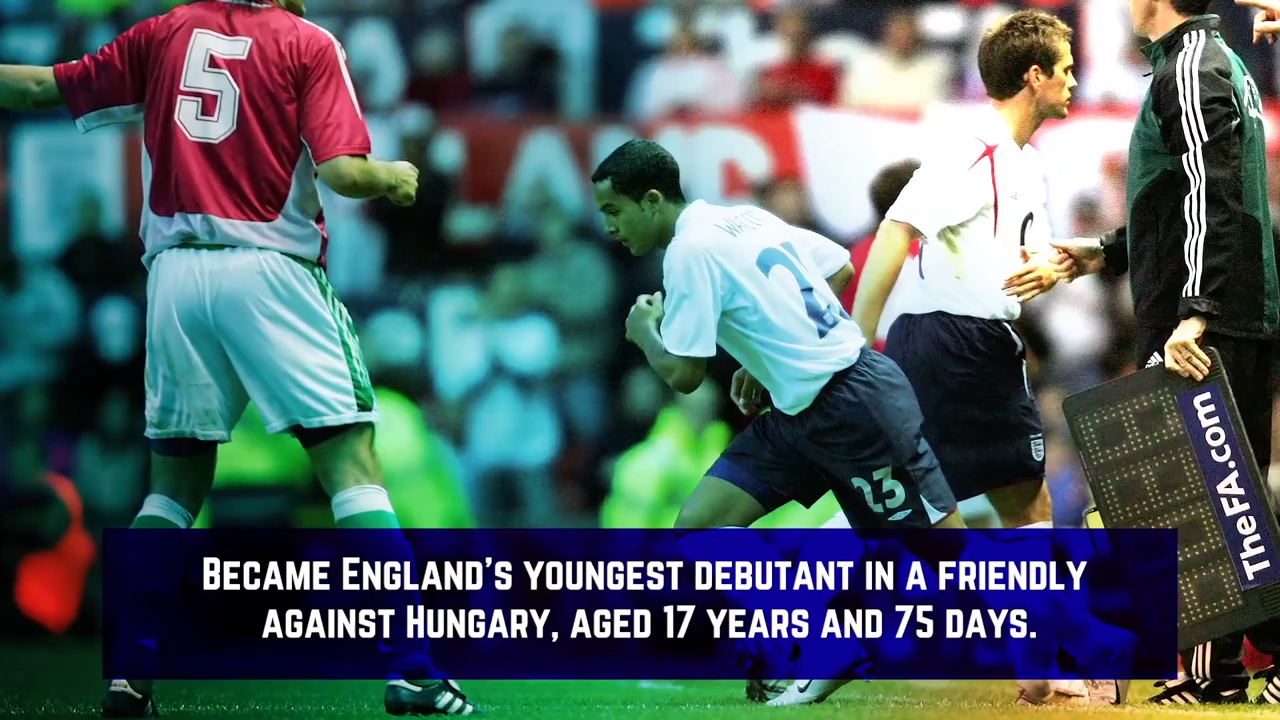 5
23
TheFA.com
BECAME ENGLAND'S YOUNGEST DEBUTANT IN A FRIENDLY
AGAINST HUNGARY, AGED 17 YEARS AND 75 DAYS.